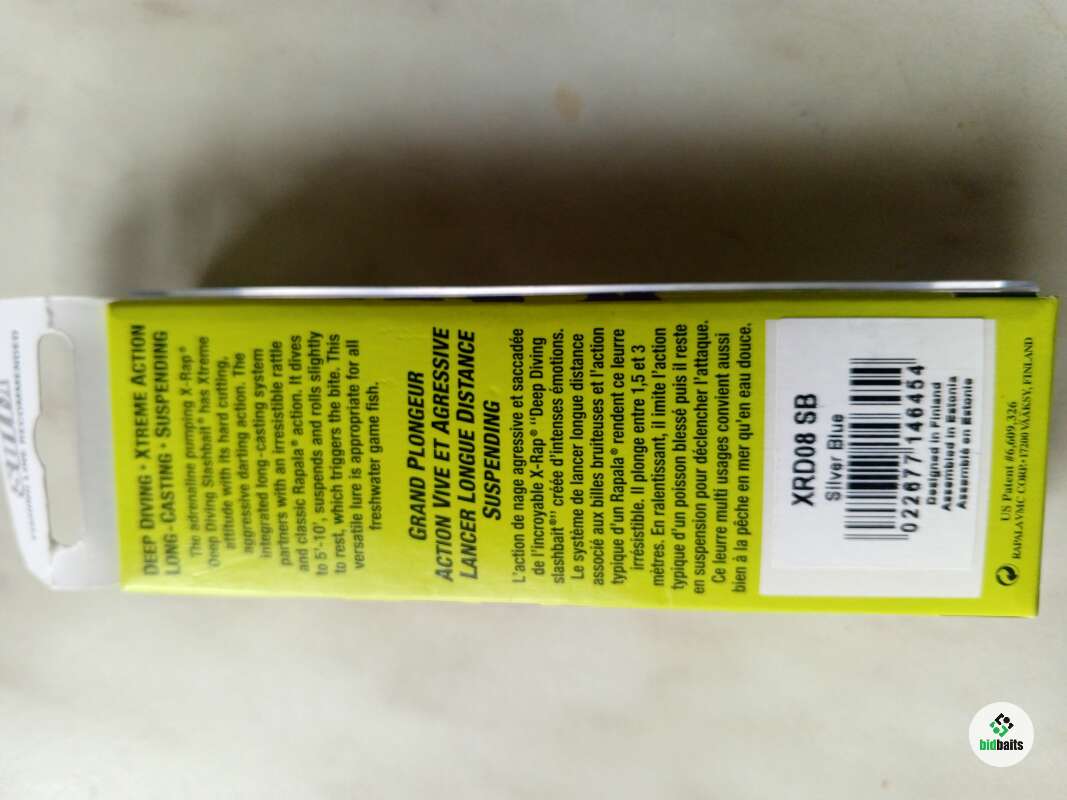 RECOMMENDED
DEEP DIVING · XTREME ACTION
LONG-CASTING · SUSPENDING
The adrenaline pumping X-Rap®
Deep Diving Slashbait® has Xtreme
attitude with its hard cutting,
aggressive darting action. The
integrated long-casting system
partners with an irresistible rattle
and classic Rapala® action. It dives
to 5'-10', suspends and rolls slightly
to rest, which triggers the bite. This
versatile lure is appropriate for all
freshwater game fish.
GRAND PLONGEUR
ACTION VIVE ET AGRESSIVE
LANCER LONGUE DISTANCE
SUSPENDING
L'action de nage agressive et saccadée
de l'incroyable X-Rap® "Deep Diving
slashbait®" créée d'intenses émotions.
Le système de lancer longue distance
associé aux billes bruiteuses et l'action
typique d'un Rapala® rendent ce leurre
irrésistible. Il plonge entre 1,5 et 3
mètres. En ralentissant, il imite l'action
typique d'un poisson blessé puis il reste
en suspension pour déclencher l'attaque.
Ce leurre multi usages convient aussi
bien à la pêche en mer qu'en eau douce.
XRD08 SB
Silver Blue
0 22677 14645 4
Designed in Finland
Assembled in Estonia
Assemblé en Estonie
US Patent #6,609,326
RAPALA/VMC CORP. 17200 VÄÄKSY, FINLAND
bidbaits